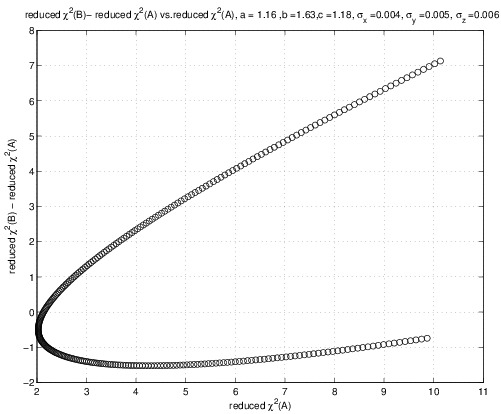 reduced χ²(B)− reduced χ²(A) vs.reduced χ²(A), a = 1.16 ,b =1.63,c =1.18, σx =0.004, σy =0.005, σz =0.006
8
7
6
5
4
3
2
1
0
−1
−2
reduced χ²(B) − reduced χ²(A)
2 3 4 5 6 7 8 9 10 11
reduced χ²(A)